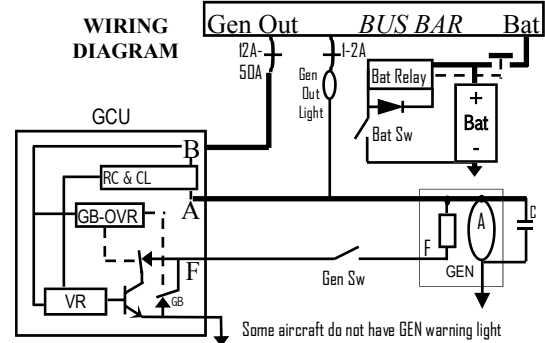 WIRING
DIAGRAM
Gen Out BUS BAR Bat
12A-
50A
1-2A
Gen
Out
Light
Bat Relay
Bat Sw
+
Bat
-
GCU
B
RC & CL
A
GB-OVR
F
VR
GB
Gen Sw
F
A
GEN
C
Some aircraft do not have GEN warning light